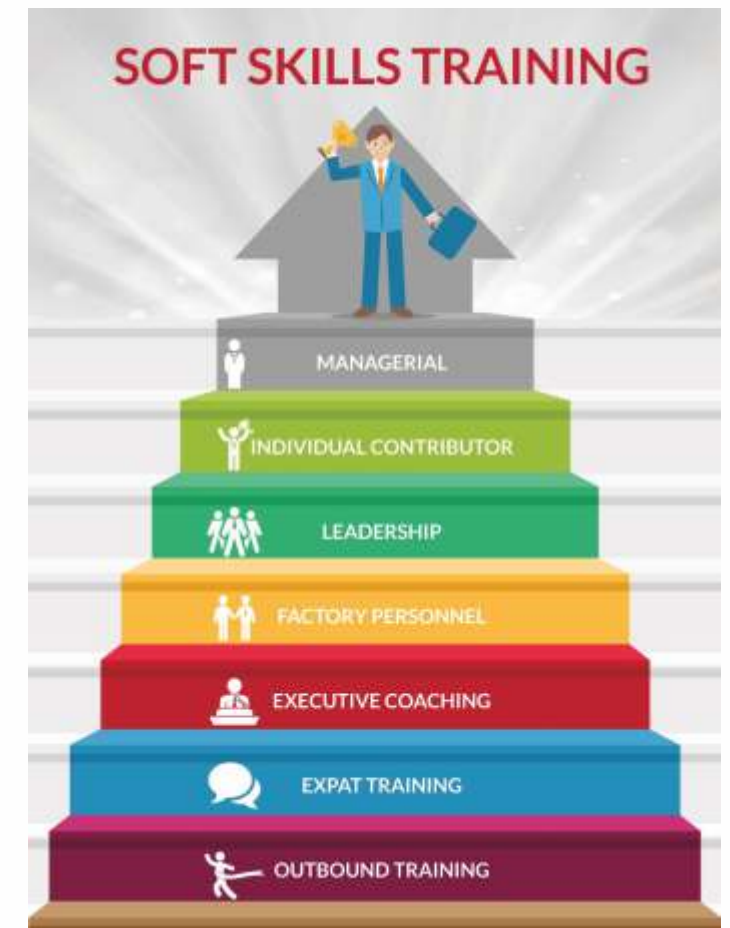 SOFT SKILLS TRAINING
MANAGERIAL
INDIVIDUAL CONTRIBUTOR
LEADERSHIP
FACTORY PERSONNEL
EXECUTIVE COACHING
EXPAT TRAINING
OUTBOUND TRAINING